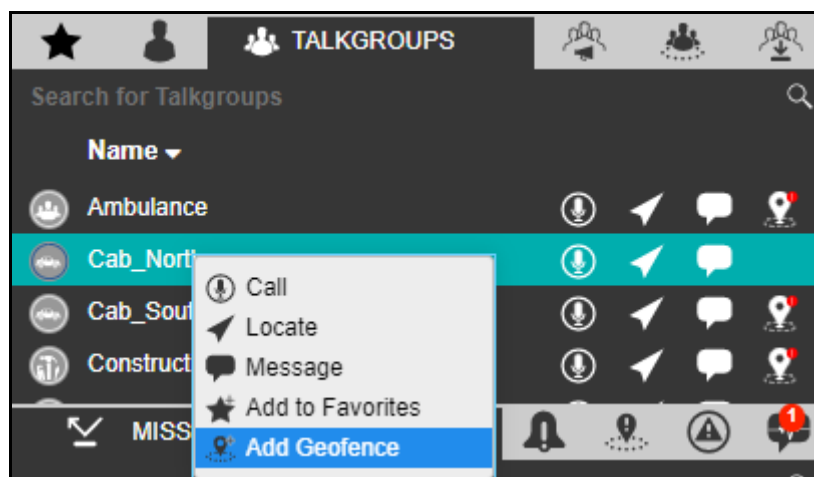 TALKGROUPS
Search for Talkgroups
Name
Ambulance
Cab_Nort
Call
Cab_Sout
Locate
Construct
Message
Add to Favorites
MISS
1
Add Geofence